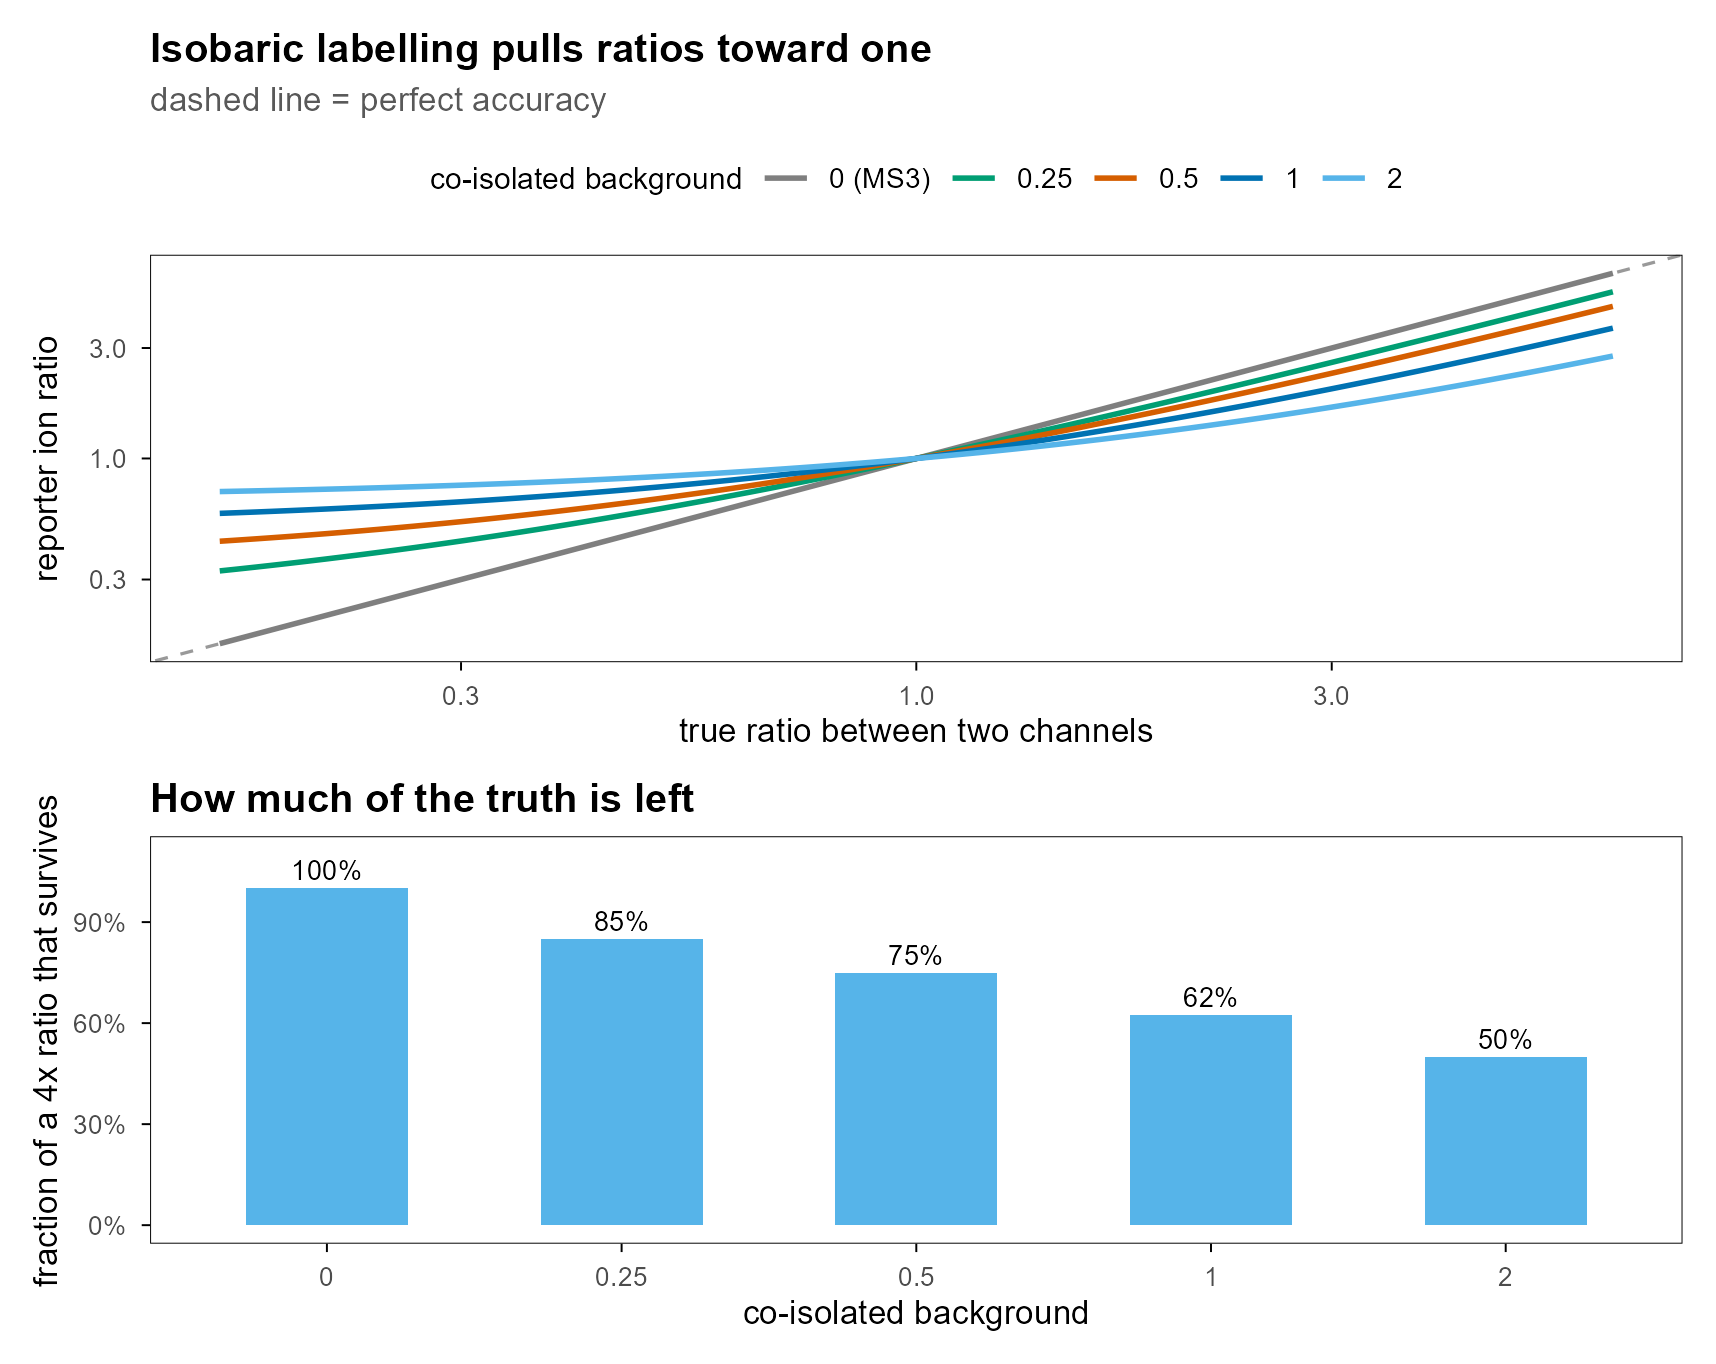 Isobaric labelling pulls ratios toward one
dashed line = perfect accuracy
co-isolated background 0 (MS3) 0.25 0.5 1 2
reporter ion ratio
3.0
1.0
0.3
0.3 1.0 3.0
true ratio between two channels
How much of the truth is left
fraction of a 4x ratio that survives
90%
60%
30%
0%
100%
85%
75%
62%
50%
0 0.25 0.5 1 2
co-isolated background